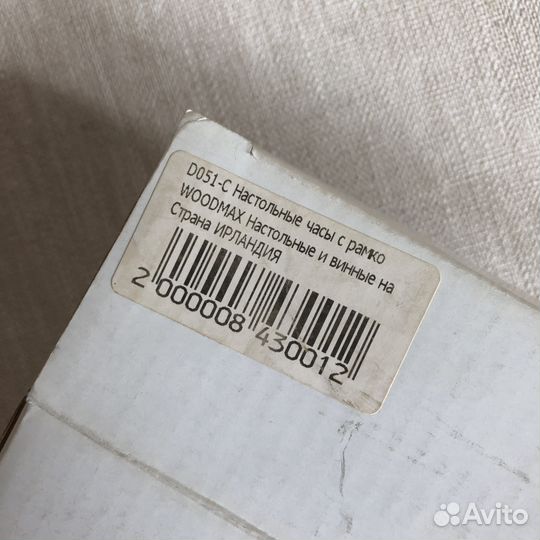 D051-C Настольные часы с рамко
WOODMAX Настольные и винные на
Страна ИРЛАНДИЯ
2 000008 430012
Avito